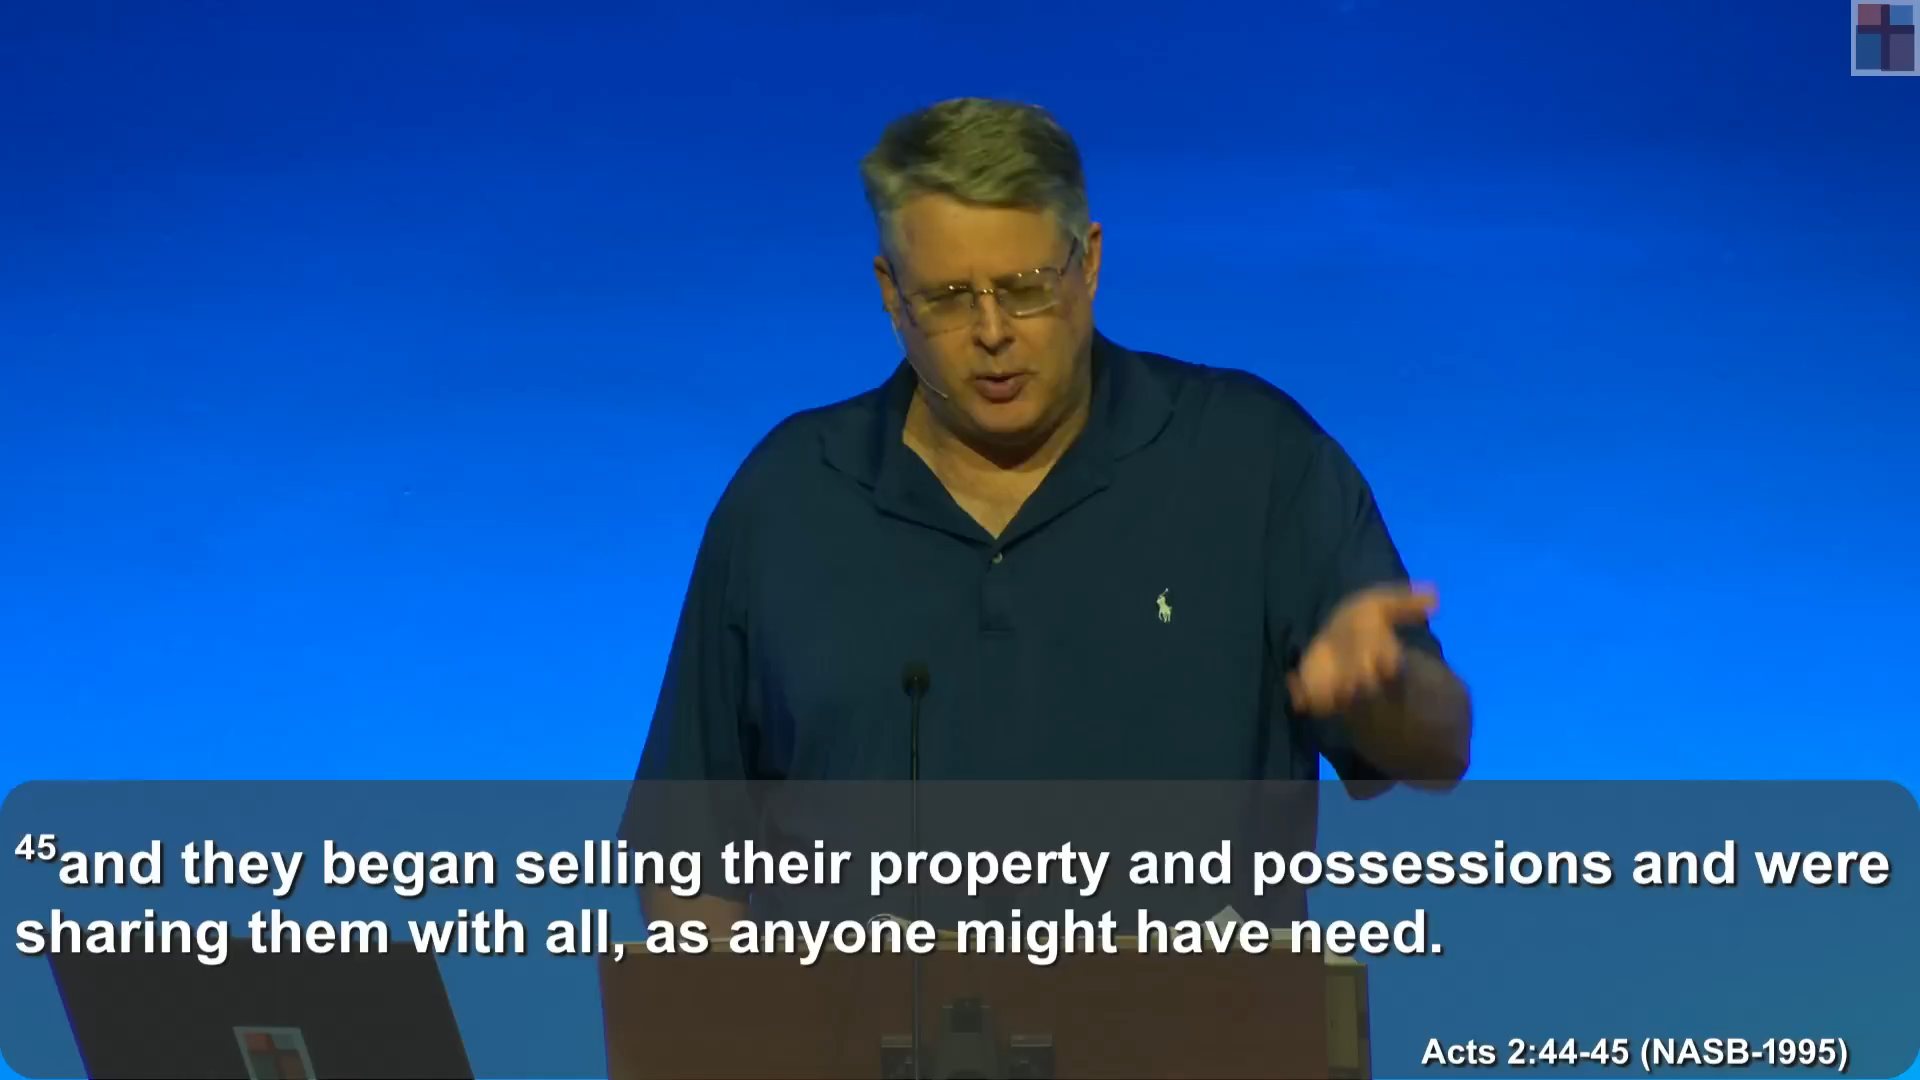 45and they began selling their property and possessions and were
sharing them with all, as anyone might have need.
Acts 2:44-45 (NASB-1995)